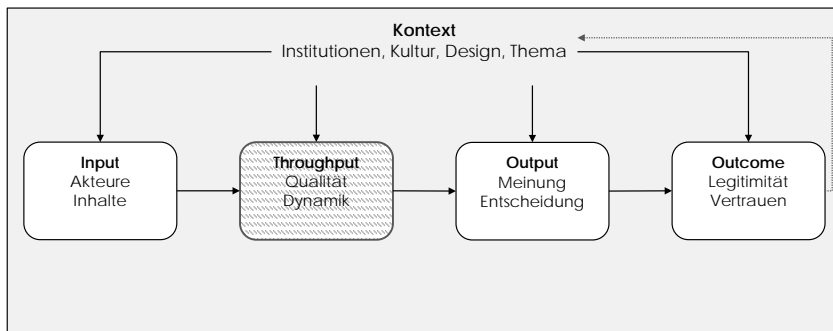 Kontext
Institutionen, Kultur, Design, Thema
Input
Akteure
Inhalte
Throughput
Qualität
Dynamik
Output
Meinung
Entscheidung
Outcome
Legitimität
Vertrauen